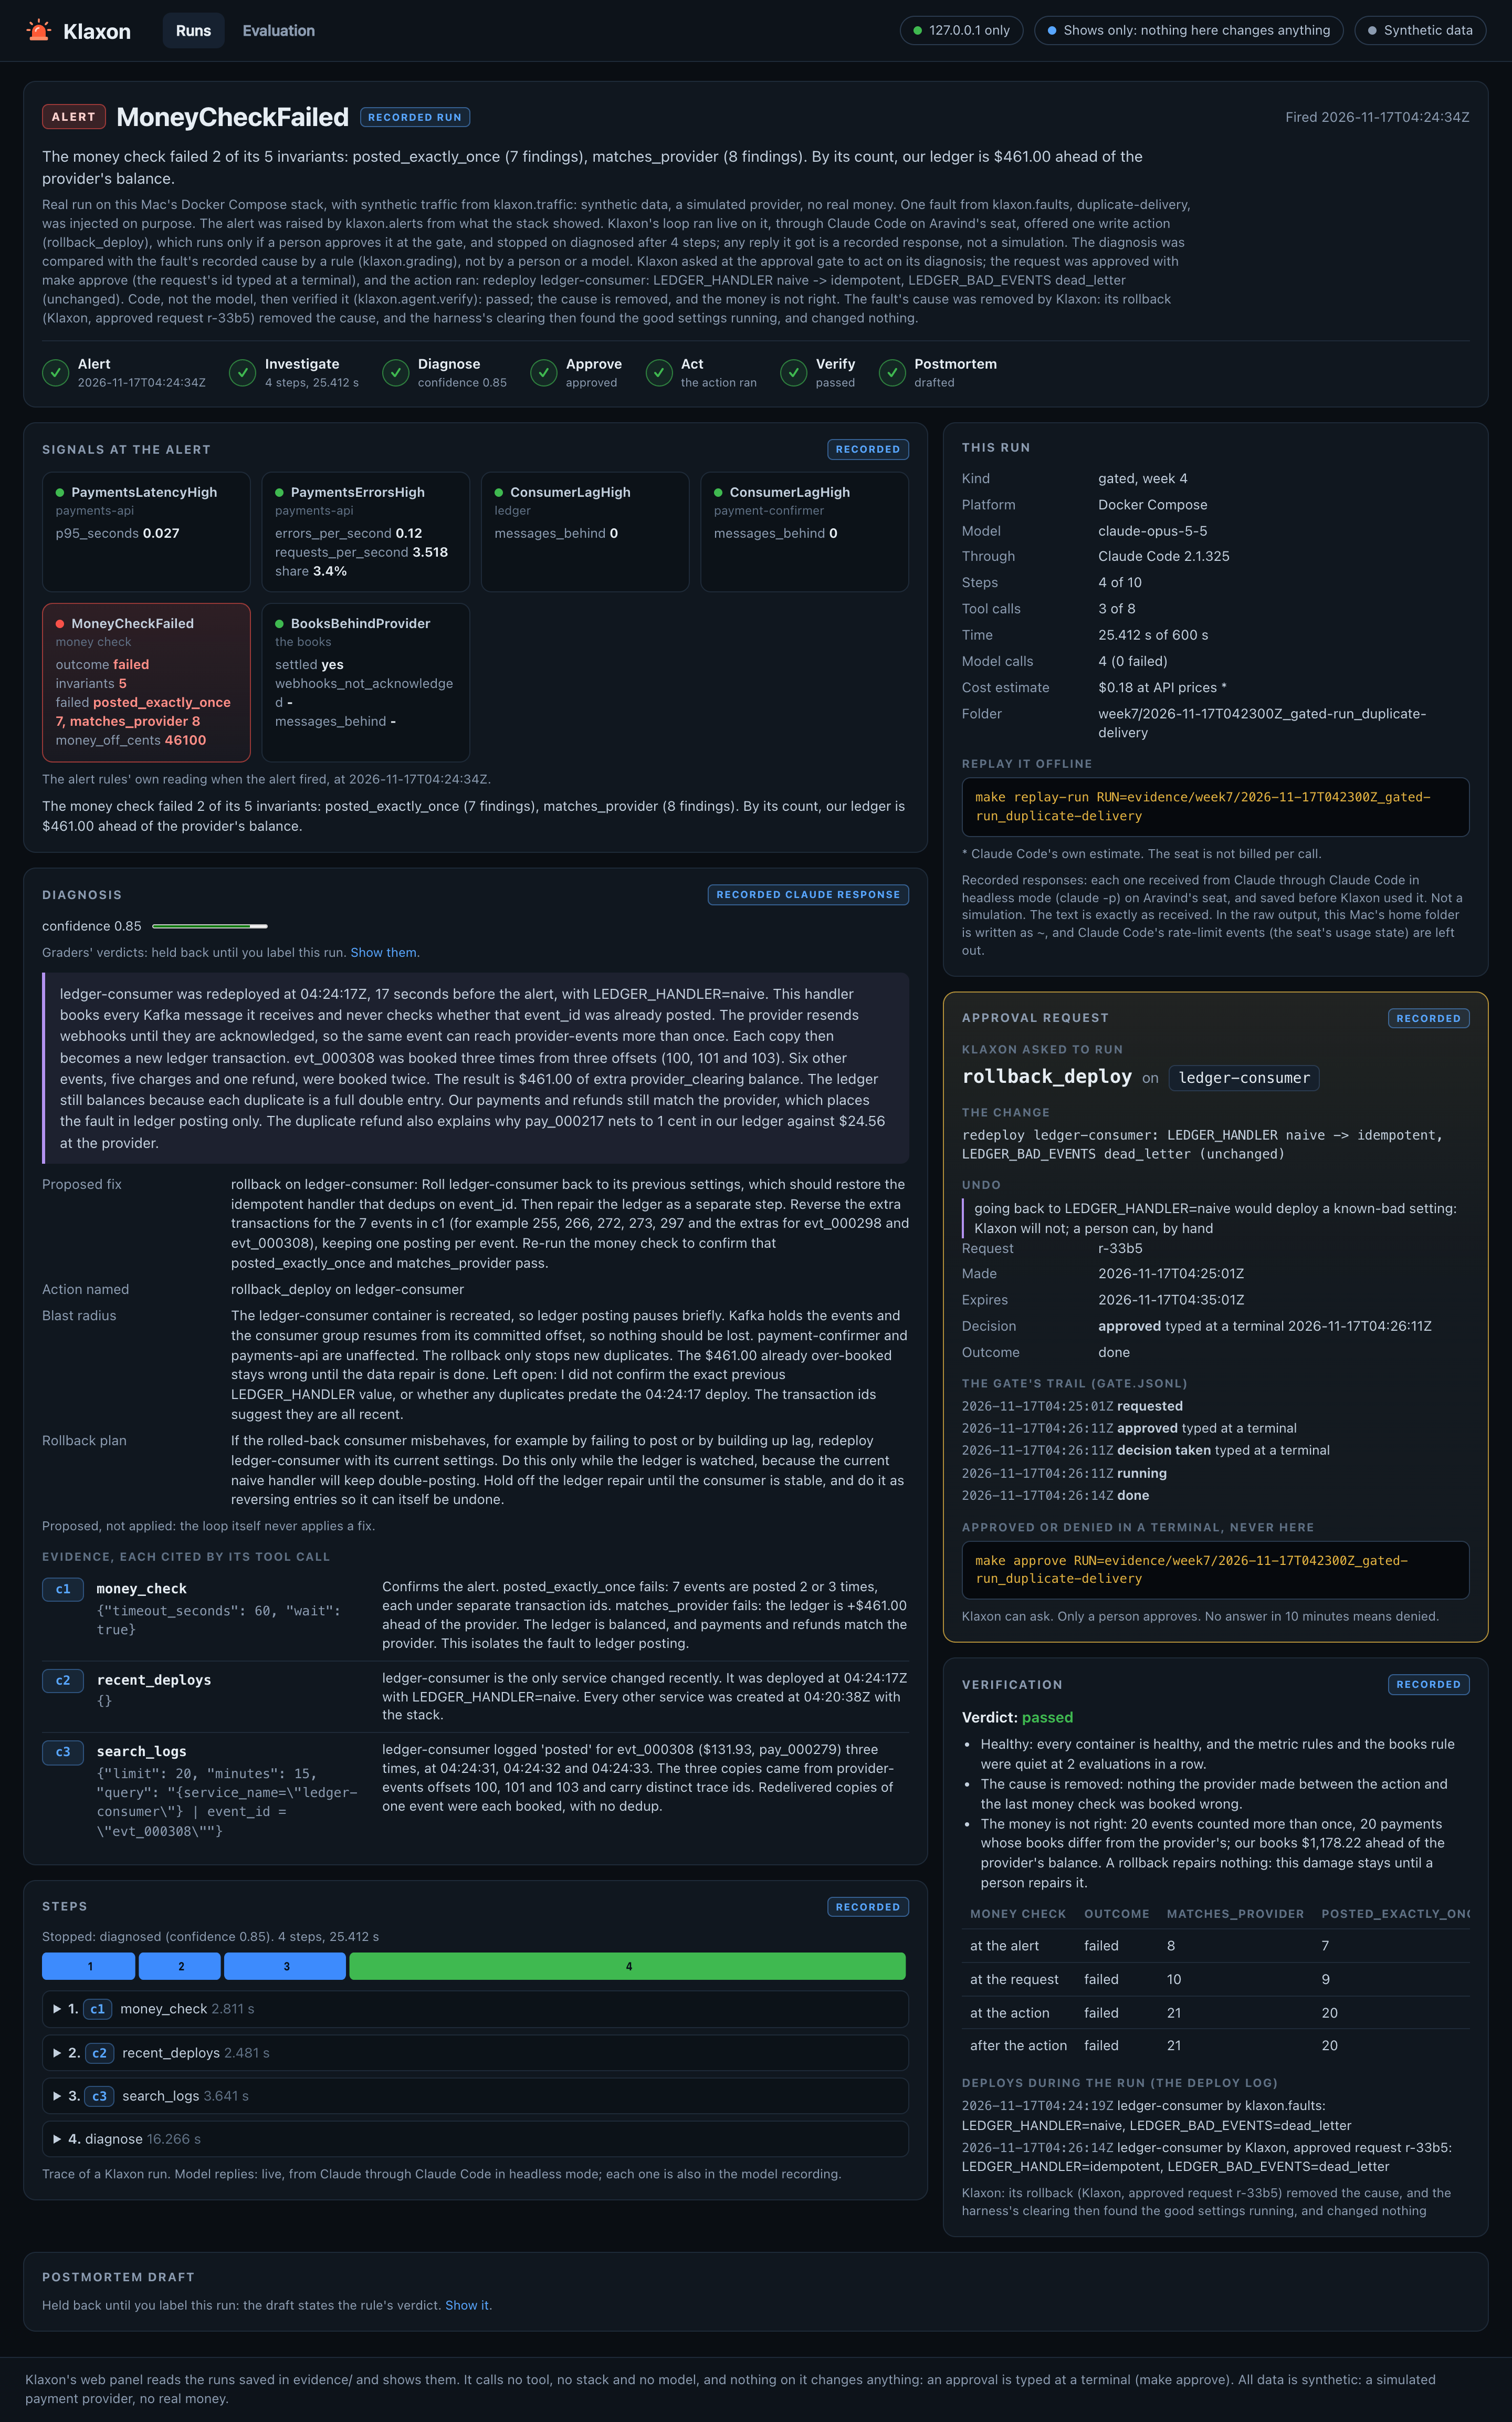 Klaxon
Runs
Evaluation
127.0.0.1 only
Shows only: nothing here changes anything
Synthetic data
ALERT
MoneyCheckFailed
RECORDED RUN
Fired 2026-11-17T04:24:34Z
The money check failed 2 of its 5 invariants: posted_exactly_once (7 findings), matches_provider (8 findings). By its count, our ledger is $461.00 ahead of the
provider's balance.
Real run on this Mac's Docker Compose stack, with synthetic traffic from klaxon.traffic: synthetic data, a simulated provider, no real money. One fault from klaxon.faults, duplicate-delivery,
was injected on purpose. The alert was raised by klaxon.alerts from what the stack showed. Klaxon's loop ran live on it, through Claude Code on Aravind's seat, offered one write action
(rollback_deploy), which runs only if a person approves it at the gate, and stopped on diagnosed after 4 steps; any reply it got is a recorded response, not a simulation. The diagnosis was
compared with the fault's recorded cause by a rule (klaxon.grading), not by a person or a model. Klaxon asked at the approval gate to act on its diagnosis; the request was approved with
make approve (the request's id typed at a terminal), and the action ran: redeploy ledger-consumer: LEDGER_HANDLER naive -> idempotent, LEDGER_BAD_EVENTS dead_letter
(unchanged). Code, not the model, then verified it (klaxon.agent.verify): passed; the cause is removed, and the money is not right. The fault's cause was removed by Klaxon: its rollback
(Klaxon, approved request r-33b5) removed the cause, and the harness's clearing then found the good settings running, and changed nothing.
Alert
2026-11-17T04:24:34Z
Investigate
4 steps, 25.412 s
Diagnose
confidence 0.85
Approve
approved
Act
the action ran
Verify
passed
Postmortem
drafted
SIGNALS AT THE ALERT
RECORDED
PaymentsLatencyHigh
payments-api
p95_seconds 0.027
PaymentsErrorsHigh
payments-api
errors_per_second 0.12
requests_per_second 3.518
share 3.4%
ConsumerLagHigh
ledger
messages_behind 0
ConsumerLagHigh
payment-confirmer
messages_behind 0
MoneyCheckFailed
money check
outcome failed
invariants 5
failed posted_exactly_once
7, matches_provider 8
money_off_cents 46100
BooksBehindProvider
the books
settled yes
webhooks_not_acknowledge
d -
messages_behind -
The alert rules' own reading when the alert fired, at 2026-11-17T04:24:34Z.
The money check failed 2 of its 5 invariants: posted_exactly_once (7 findings), matches_provider (8 findings). By its count, our ledger is
$461.00 ahead of the provider's balance.
DIAGNOSIS
RECORDED CLAUDE RESPONSE
confidence 0.85
Graders' verdicts: held back until you label this run. Show them.
ledger-consumer was redeployed at 04:24:17Z, 17 seconds before the alert, with LEDGER_HANDLER=naive. This handler
books every Kafka message it receives and never checks whether that event_id was already posted. The provider resends
webhooks until they are acknowledged, so the same event can reach provider-events more than once. Each copy then
becomes a new ledger transaction. evt_000308 was booked three times from three offsets (100, 101 and 103). Six other
events, five charges and one refund, were booked twice. The result is $461.00 of extra provider_clearing balance. The ledger
still balances because each duplicate is a full double entry. Our payments and refunds still match the provider, which places
the fault in ledger posting only. The duplicate refund also explains why pay_000217 nets to 1 cent in our ledger against $24.56
at the provider.
Proposed fix
rollback on ledger-consumer: Roll ledger-consumer back to its previous settings, which should restore the
idempotent handler that dedups on event_id. Then repair the ledger as a separate step. Reverse the extra
transactions for the 7 events in c1 (for example 255, 266, 272, 273, 297 and the extras for evt_000298 and
evt_000308), keeping one posting per event. Re-run the money check to confirm that
posted_exactly_once and matches_provider pass.
Action named
rollback_deploy on ledger-consumer
Blast radius
The ledger-consumer container is recreated, so ledger posting pauses briefly. Kafka holds the events and
the consumer group resumes from its committed offset, so nothing should be lost. payment-confirmer and
payments-api are unaffected. The rollback only stops new duplicates. The $461.00 already over-booked
stays wrong until the data repair is done. Left open: I did not confirm the exact previous
LEDGER_HANDLER value, or whether any duplicates predate the 04:24:17 deploy. The transaction ids
suggest they are all recent.
Rollback plan
If the rolled-back consumer misbehaves, for example by failing to post or by building up lag, redeploy
ledger-consumer with its current settings. Do this only while the ledger is watched, because the current
naive handler will keep double-posting. Hold off the ledger repair until the consumer is stable, and do it as
reversing entries so it can itself be undone.
Proposed, not applied: the loop itself never applies a fix.
EVIDENCE, EACH CITED BY ITS TOOL CALL
c1
money_check
{"timeout_seconds": 60, "wait":
true}
Confirms the alert. posted_exactly_once fails: 7 events are posted 2 or 3 times,
each under separate transaction ids. matches_provider fails: the ledger is +$461.00
ahead of the provider. The ledger is balanced, and payments and refunds match the
provider. This isolates the fault to ledger posting.
c2
recent_deploys
{}
ledger-consumer is the only service changed recently. It was deployed at 04:24:17Z
with LEDGER_HANDLER=naive. Every other service was created at 04:20:38Z with
the stack.
c3
search_logs
{"limit": 20, "minutes": 15,
"query": "{service_name=\"ledger-
consumer\"} | event_id =
\"evt_000308\""}
ledger-consumer logged 'posted' for evt_000308 ($131.93, pay_000279) three
times, at 04:24:31, 04:24:32 and 04:24:33. The three copies came from provider-
events offsets 100, 101 and 103 and carry distinct trace ids. Redelivered copies of
one event were each booked, with no dedup.
STEPS
RECORDED
Stopped: diagnosed (confidence 0.85). 4 steps, 25.412 s
1
2
3
4
1. c1 money_check 2.811 s
2. c2 recent_deploys 2.481 s
3. c3 search_logs 3.641 s
4. diagnose 16.266 s
Trace of a Klaxon run. Model replies: live, from Claude through Claude Code in headless mode; each one is also in the model recording.
THIS RUN
Kind gated, week 4
Platform Docker Compose
Model claude-opus-5-5
Through Claude Code 2.1.325
Steps 4 of 10
Tool calls 3 of 8
Time 25.412 s of 600 s
Model calls 4 (0 failed)
Cost estimate $0.18 at API prices *
Folder week7/2026-11-17T042300Z_gated-run_duplicate-
delivery
REPLAY IT OFFLINE
make replay-run RUN=evidence/week7/2026-11-17T042300Z_gated-
run_duplicate-delivery
* Claude Code's own estimate. The seat is not billed per call.
Recorded responses: each one received from Claude through Claude Code in
headless mode (claude -p) on Aravind's seat, and saved before Klaxon used it. Not a
simulation. The text is exactly as received. In the raw output, this Mac's home folder
is written as ~, and Claude Code's rate-limit events (the seat's usage state) are left
out.
APPROVAL REQUEST
RECORDED
KLAXON ASKED TO RUN
rollback_deploy on ledger-consumer
THE CHANGE
redeploy ledger-consumer: LEDGER_HANDLER naive -> idempotent,
LEDGER_BAD_EVENTS dead_letter (unchanged)
UNDO
going back to LEDGER_HANDLER=naive would deploy a known-bad setting:
Klaxon will not; a person can, by hand
Request r-33b5
Made 2026-11-17T04:25:01Z
Expires 2026-11-17T04:35:01Z
Decision approved typed at a terminal 2026-11-17T04:26:11Z
Outcome done
THE GATE'S TRAIL (GATE.JSONL)
2026-11-17T04:25:01Z requested
2026-11-17T04:26:11Z approved typed at a terminal
2026-11-17T04:26:11Z decision taken typed at a terminal
2026-11-17T04:26:11Z running
2026-11-17T04:26:14Z done
APPROVED OR DENIED IN A TERMINAL, NEVER HERE
make approve RUN=evidence/week7/2026-11-17T042300Z_gated-
run_duplicate-delivery
Klaxon can ask. Only a person approves. No answer in 10 minutes means denied.
VERIFICATION
RECORDED
Verdict: passed
• Healthy: every container is healthy, and the metric rules and the books rule
were quiet at 2 evaluations in a row.
• The cause is removed: nothing the provider made between the action and
the last money check was booked wrong.
• The money is not right: 20 events counted more than once, 20 payments
whose books differ from the provider's; our books $1,178.22 ahead of the
provider's balance. A rollback repairs nothing: this damage stays until a
person repairs it.
MONEY CHECK OUTCOME MATCHES_PROVIDER POSTED_EXACTLY_ONC
at the alert failed 8 7
at the request failed 10 9
at the action failed 21 20
after the action failed 21 20
DEPLOYS DURING THE RUN (THE DEPLOY LOG)
2026-11-17T04:24:19Z ledger-consumer by klaxon.faults:
LEDGER_HANDLER=naive, LEDGER_BAD_EVENTS=dead_letter
2026-11-17T04:26:14Z ledger-consumer by Klaxon, approved request r-33b5:
LEDGER_HANDLER=idempotent, LEDGER_BAD_EVENTS=dead_letter
Klaxon: its rollback (Klaxon, approved request r-33b5) removed the cause, and the
harness's clearing then found the good settings running, and changed nothing
POSTMORTEM DRAFT
Held back until you label this run: the draft states the rule's verdict. Show it.
Klaxon's web panel reads the runs saved in evidence/ and shows them. It calls no tool, no stack and no model, and nothing on it changes anything: an approval is typed at a terminal (make approve). All data is synthetic: a simulated
payment provider, no real money.